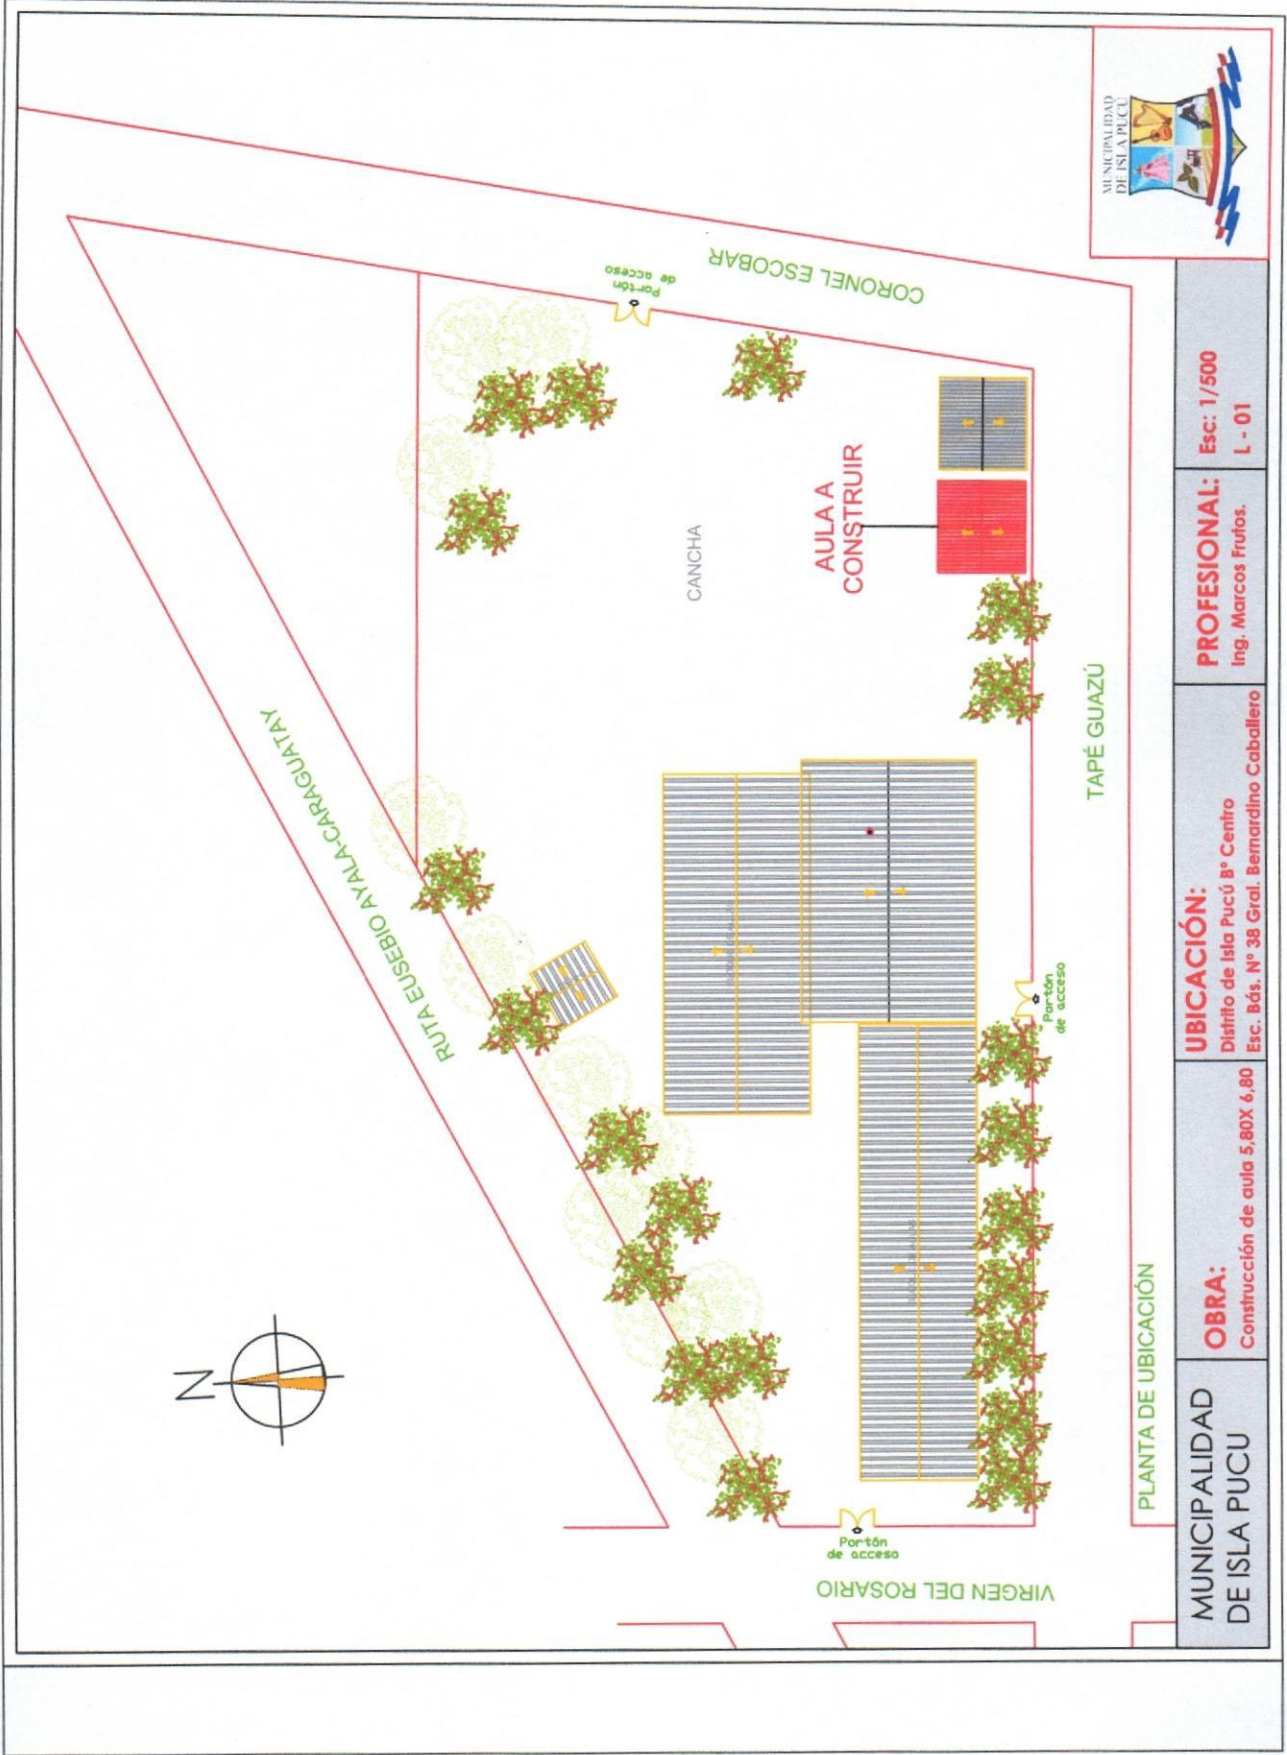 N
RUTA EUSEBIO AYALA-CARAGUATAY
Portón
de acceso
CORONEL ESCOBAR
CANCHA
AULA A
CONSTRUIR
Portón
de acceso
TAPÉ GUAZÚ
Portón
de acceso
VIRGEN DEL ROSARIO
PLANTA DE UBICACIÓN
MUNICIPALIDAD
DE ISLA PUCU
OBRA:
Construcción de aula 5,80X 6,80
UBICACIÓN:
Distrito de Isla Pucú Bº Centro
Esc. Bás. Nº 38 Gral. Bernardino Caballero
PROFESIONAL:
Ing. Marcos Frutos.
Esc: 1/500
L - 01
MUNICIPALIDAD
DE ISLA PUCÚ